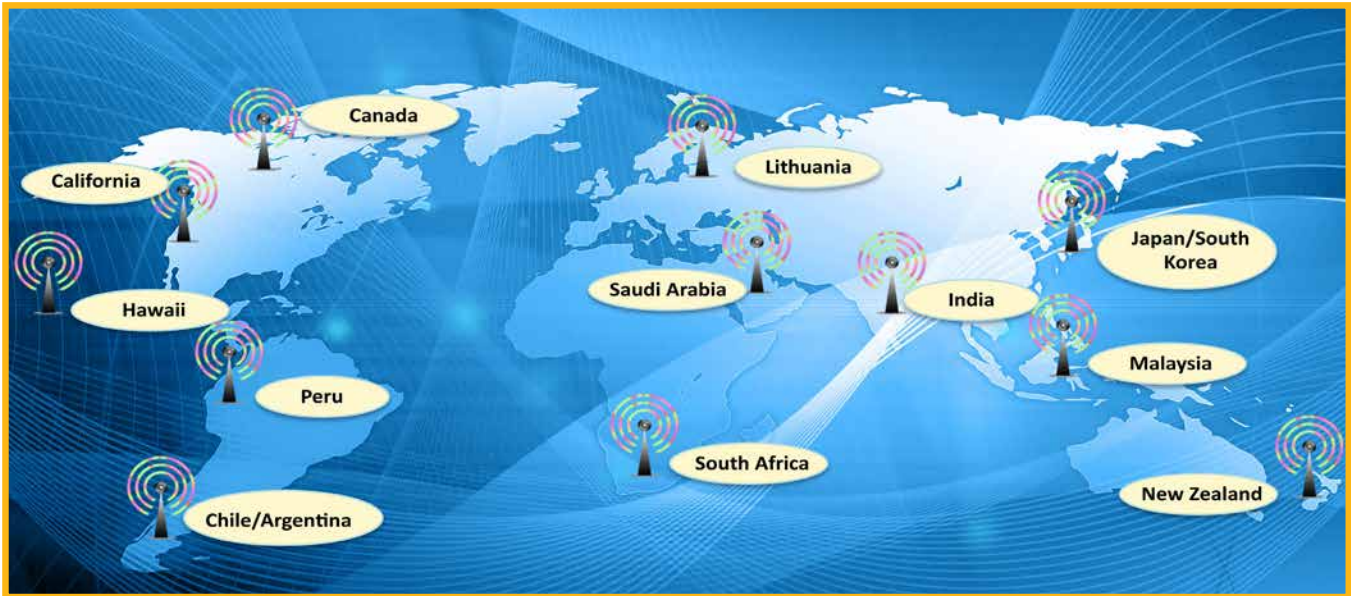 Canada
California
Lithuania
Japan/South
Korea
Saudi Arabia
India
Hawaii
Malaysia
Peru
South Africa
New Zealand
Chile/Argentina